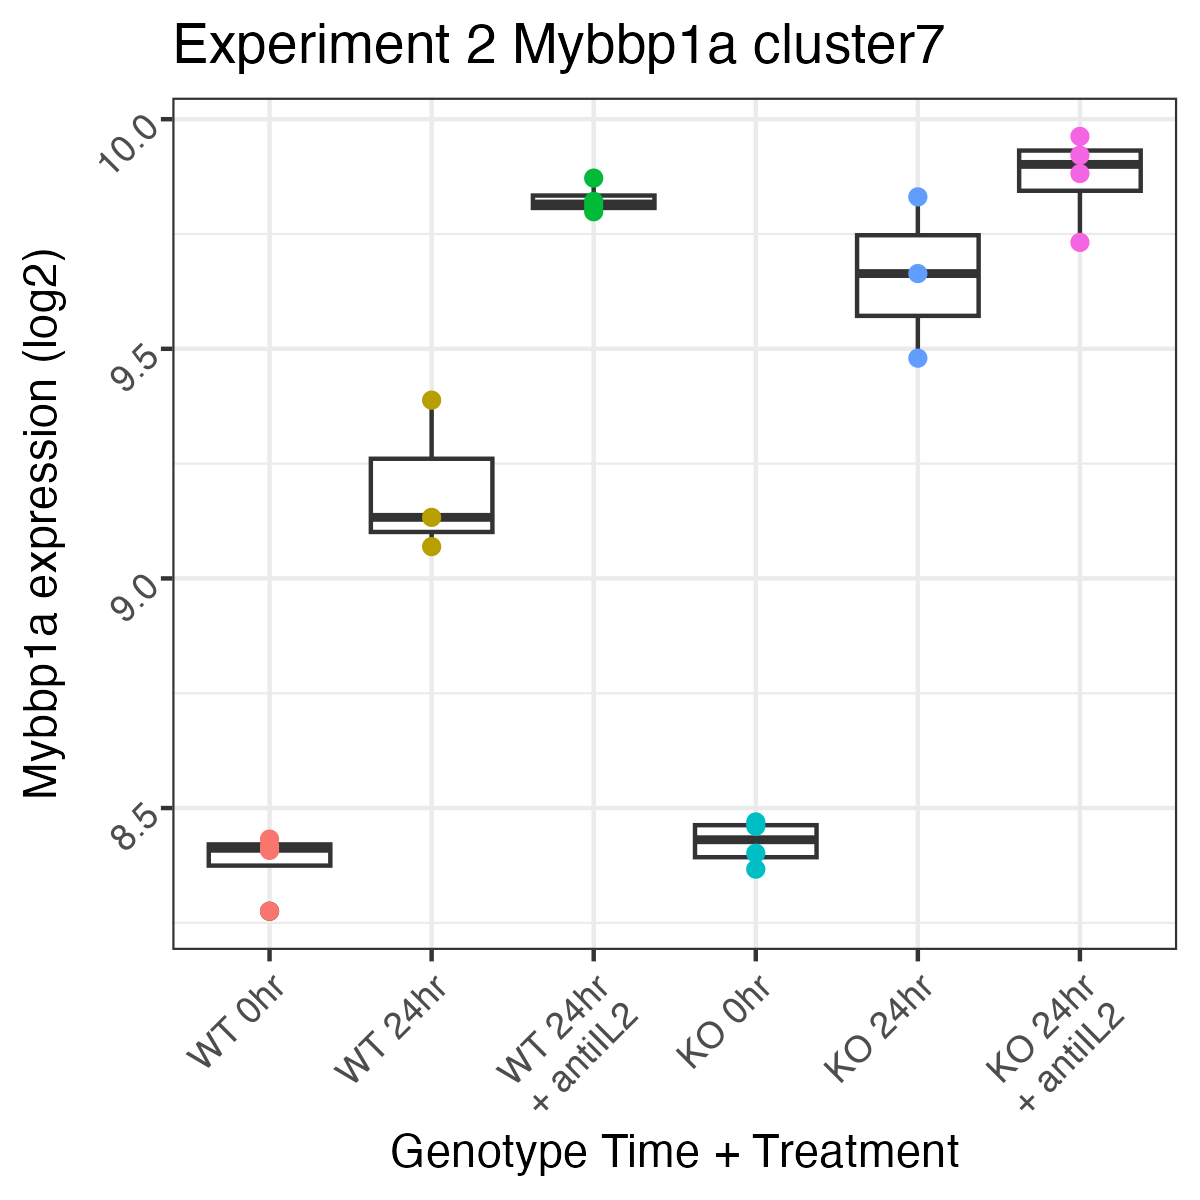 Experiment 2 Mybbp1a cluster7
Mybbp1a expression (log2)
10.0
9.5
9.0
8.5
WT 0hr
WT 24hr
WT 24hr
+ antiIL2
KO 0hr
KO 24hr
KO 24hr
+ antiIL2
Genotype Time + Treatment